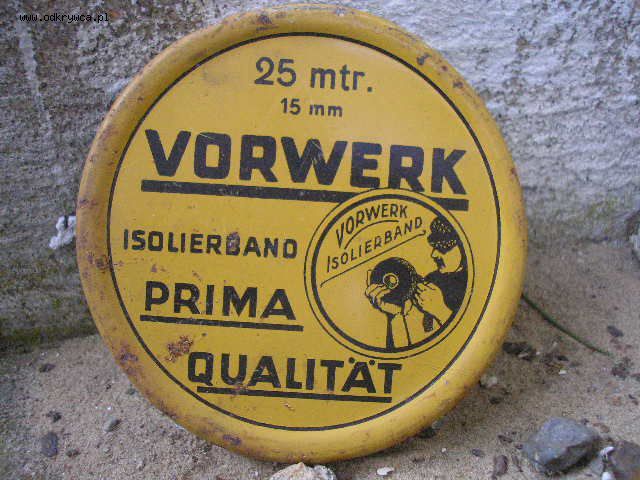 www.odkrywca.pl
25 mtr.
15 mm
VORWERK
ISOLIERBAND
VORWERK
ISOLIERBAND
PRIMA
QUALITÄT